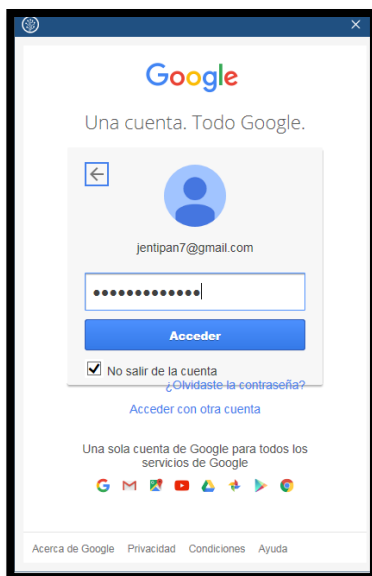 Google
Una cuenta. Todo Google.
jentipan7@gmail.com
•••••••••••••
Acceder
No salir de la cuenta
¿Olvidaste la contraseña?
Acceder con otra cuenta
Una sola cuenta de Google para todos los
servicios de Google
Acerca de Google Privacidad Condiciones Ayuda